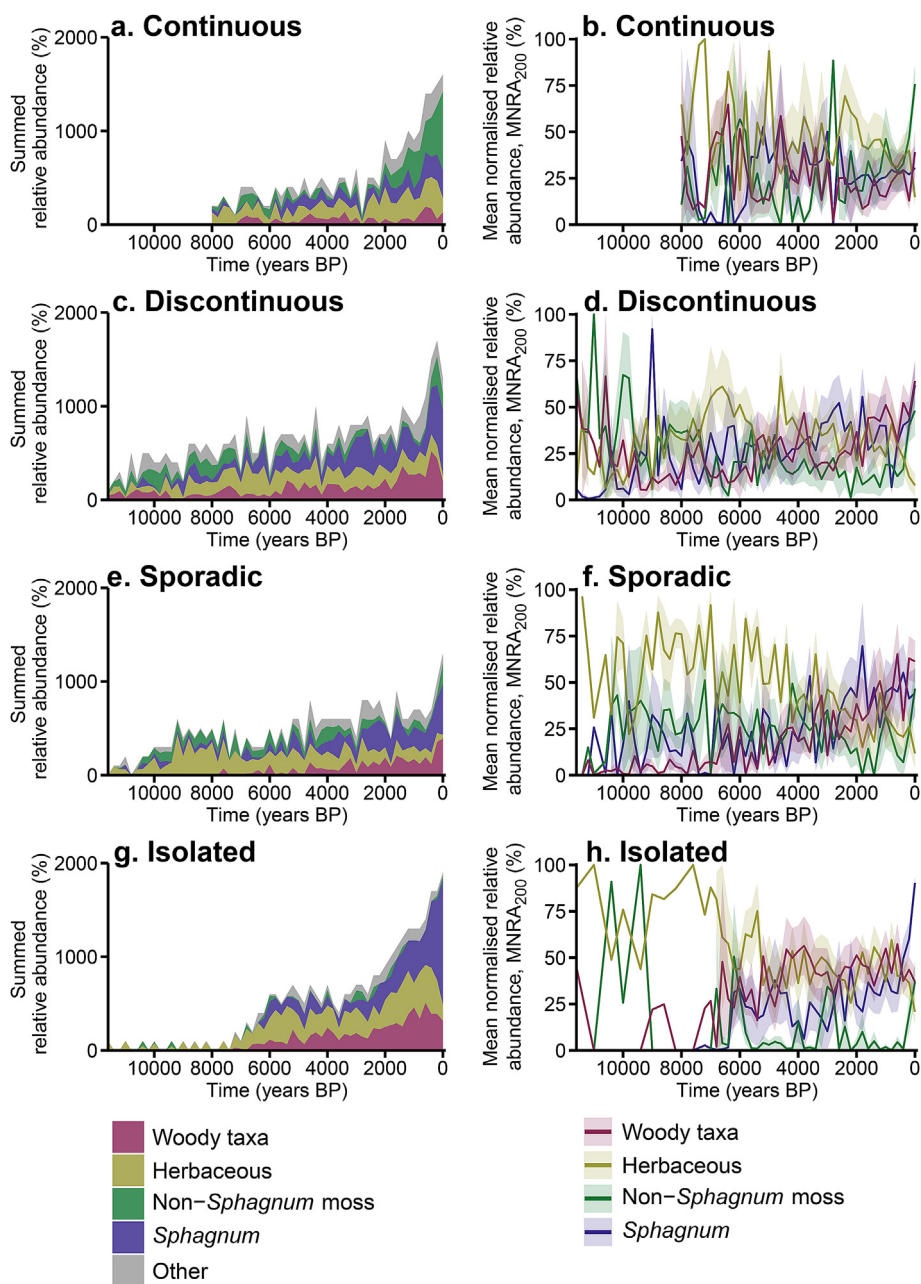 a. Continuous
2000
1000
0
Summed
relative abundance (%)
10000 8000 6000 4000 2000 0
Time (years BP)
b. Continuous
100
75
50
25
0
Mean normalised relative
abundance, MNRA200 (%)
10000 8000 6000 4000 2000 0
Time (years BP)
c. Discontinuous
2000
1000
0
Summed
relative abundance (%)
10000 8000 6000 4000 2000 0
Time (years BP)
d. Discontinuous
100
75
50
25
0
Mean normalised relative
abundance, MNRA200 (%)
10000 8000 6000 4000 2000 0
Time (years BP)
e. Sporadic
2000
1000
0
Summed
relative abundance (%)
10000 8000 6000 4000 2000 0
Time (years BP)
f. Sporadic
100
75
50
25
0
Mean normalised relative
abundance, MNRA200 (%)
10000 8000 6000 4000 2000 0
Time (years BP)
g. Isolated
2000
1000
0
Summed
relative abundance (%)
10000 8000 6000 4000 2000 0
Time (years BP)
h. Isolated
100
75
50
25
0
Mean normalised relative
abundance, MNRA200 (%)
10000 8000 6000 4000 2000 0
Time (years BP)
Woody taxa
Herbaceous
Non−Sphagnum moss
Sphagnum
Other
Woody taxa
Herbaceous
Non−Sphagnum moss
Sphagnum